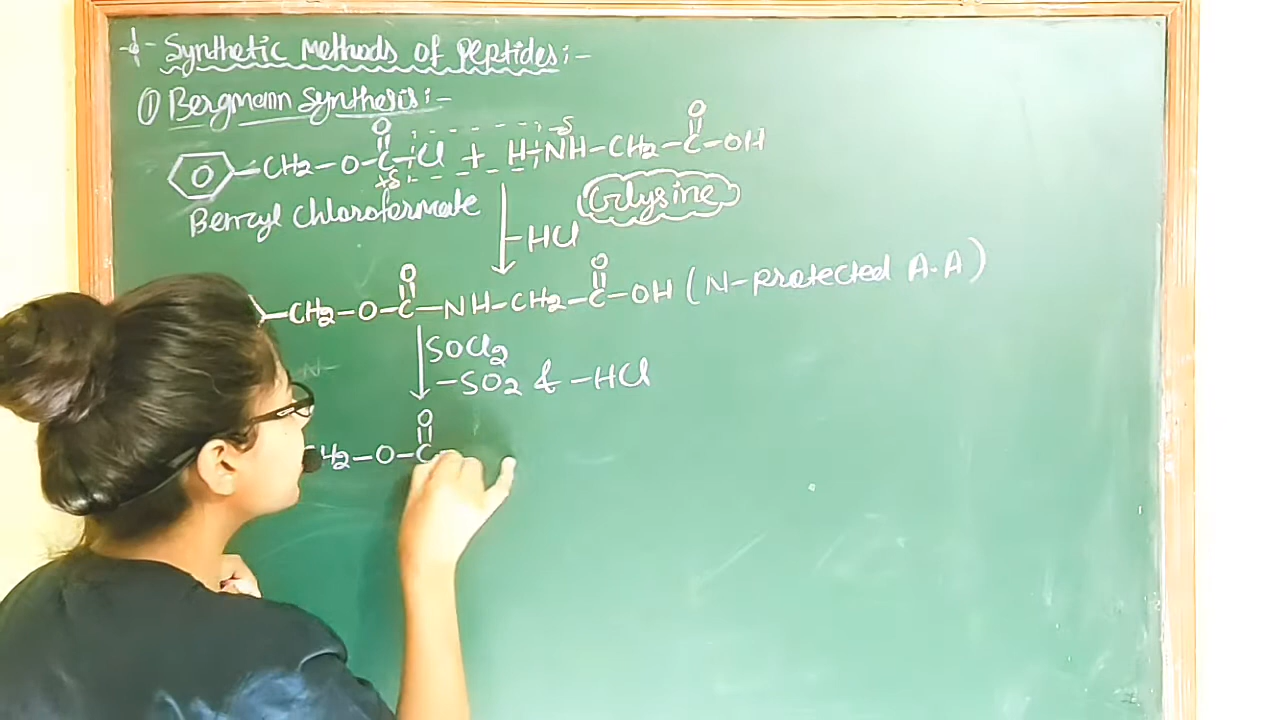 Synthetic Methods of Peptides:-
① Bergmann Synthesis:-
O O
CH2-O-C-Cl + H-NH-CH2-C-OH
+δ -δ
Benzyl Chloroformate Glysine
-HCl
O O
-CH2-O-C-NH-CH2-C-OH (N-Protected A.A)
SOCl2
-SO2 & -HCl
O
H2-O-C-